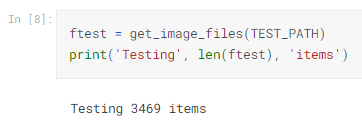 In [8]:
ftest = get_image_files(TEST_PATH)
print('Testing', len(ftest), 'items')
Testing 3469 items